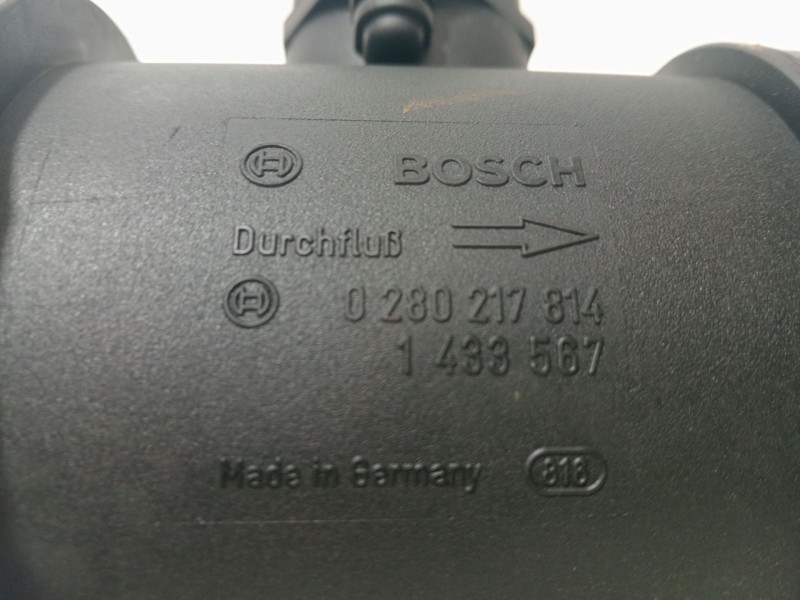 BOSCH
Durchfluß
0 280 217 814
1 433 567
Made in Germany 818